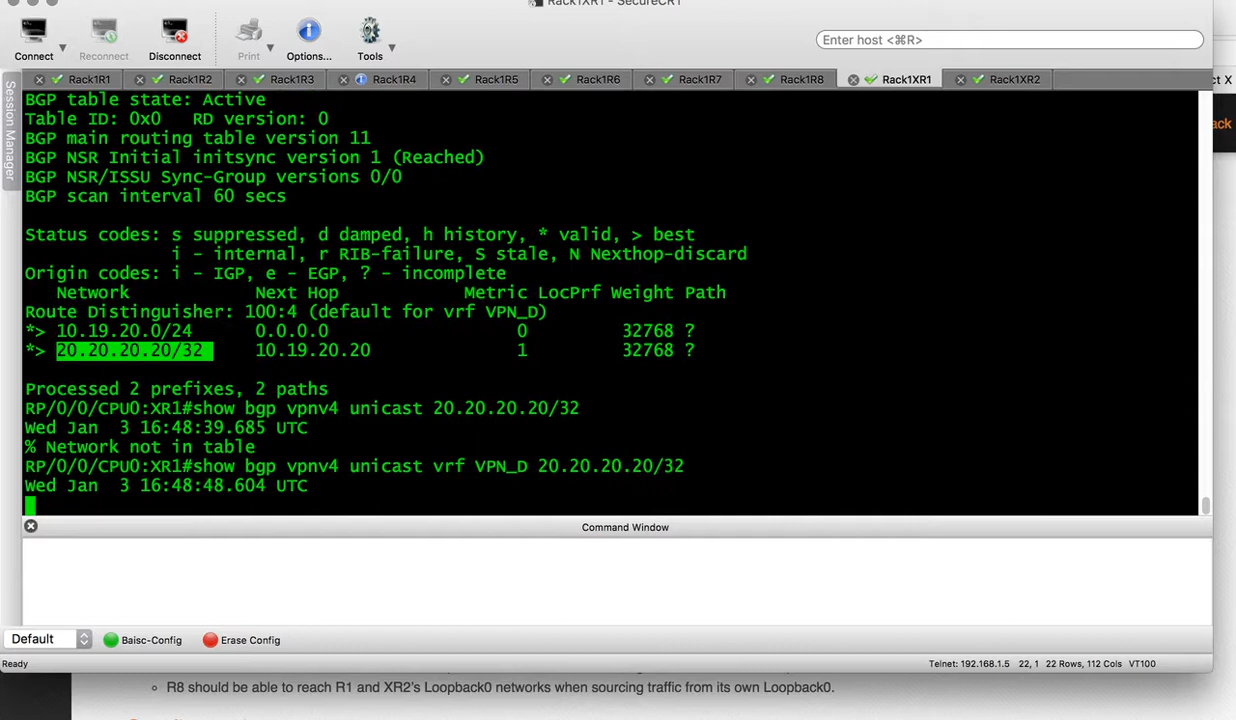 Rack1XR1 - SecureCRT
Connect
Reconnect
Disconnect
Print
Options...
Tools
Enter host <⌘R>
Session Manager
Rack1R1
Rack1R2
Rack1R3
Rack1R4
Rack1R5
Rack1R6
Rack1R7
Rack1R8
Rack1XR1
Rack1XR2
ct X
ack
BGP table state: Active
Table ID: 0x0   RD version: 0
BGP main routing table version 11
BGP NSR Initial initsync version 1 (Reached)
BGP NSR/ISSU Sync-Group versions 0/0
BGP scan interval 60 secs
Status codes: s suppressed, d damped, h history, * valid, > best
i - internal, r RIB-failure, S stale, N Nexthop-discard
Origin codes: i - IGP, e - EGP, ? - incomplete
Network            Next Hop            Metric LocPrf Weight Path
Route Distinguisher: 100:4 (default for vrf VPN_D)
*> 10.19.20.0/24      0.0.0.0                  0         32768 ?
*> 20.20.20.20/32     10.19.20.20              1         32768 ?
Processed 2 prefixes, 2 paths
RP/0/0/CPU0:XR1#show bgp vpnv4 unicast 20.20.20.20/32
Wed Jan  3 16:48:39.685 UTC
% Network not in table
RP/0/0/CPU0:XR1#show bgp vpnv4 unicast vrf VPN_D 20.20.20.20/32
Wed Jan  3 16:48:48.604 UTC
Command Window
Default
Baisc-Config
Erase Config
Ready
Telnet: 192.168.1.5   22, 1   22 Rows, 112 Cols   VT100
R8 should be able to reach R1 and XR2's Loopback0 networks when sourcing traffic from its own Loopback0.